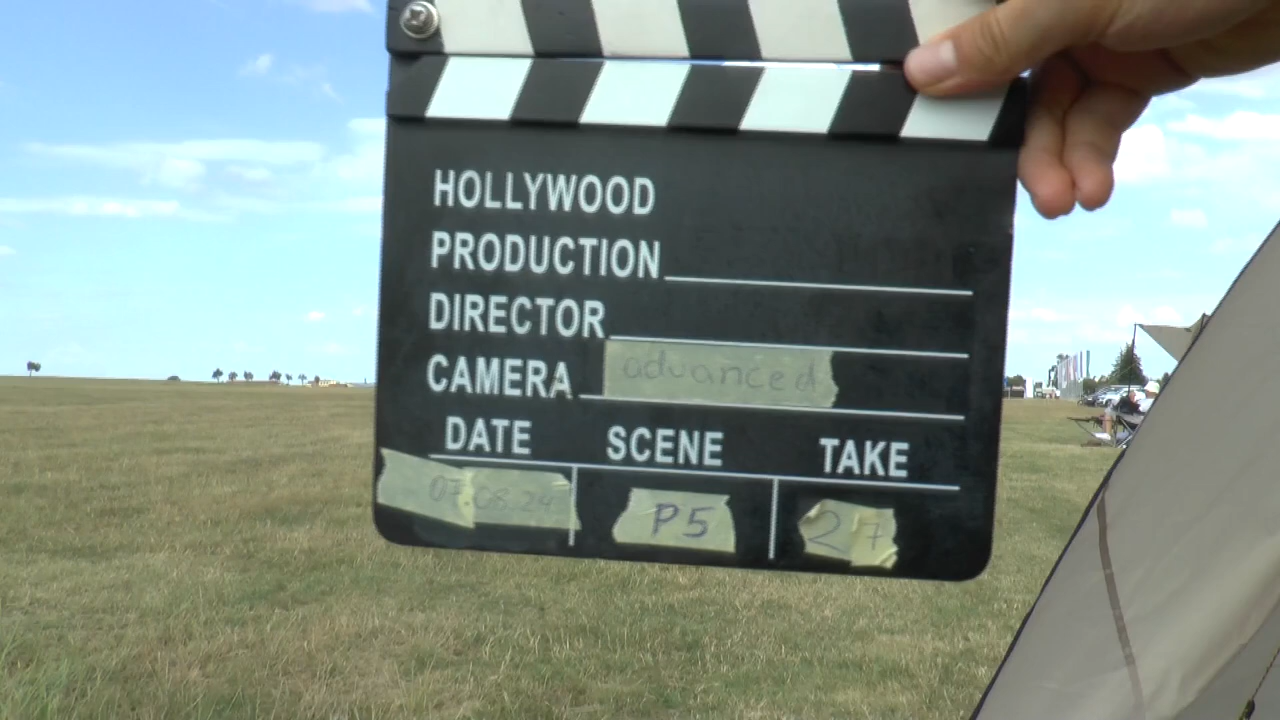 HOLLYWOOD
PRODUCTION
DIRECTOR
CAMERA advanced
DATE SCENE TAKE
07.08.24 P5 27